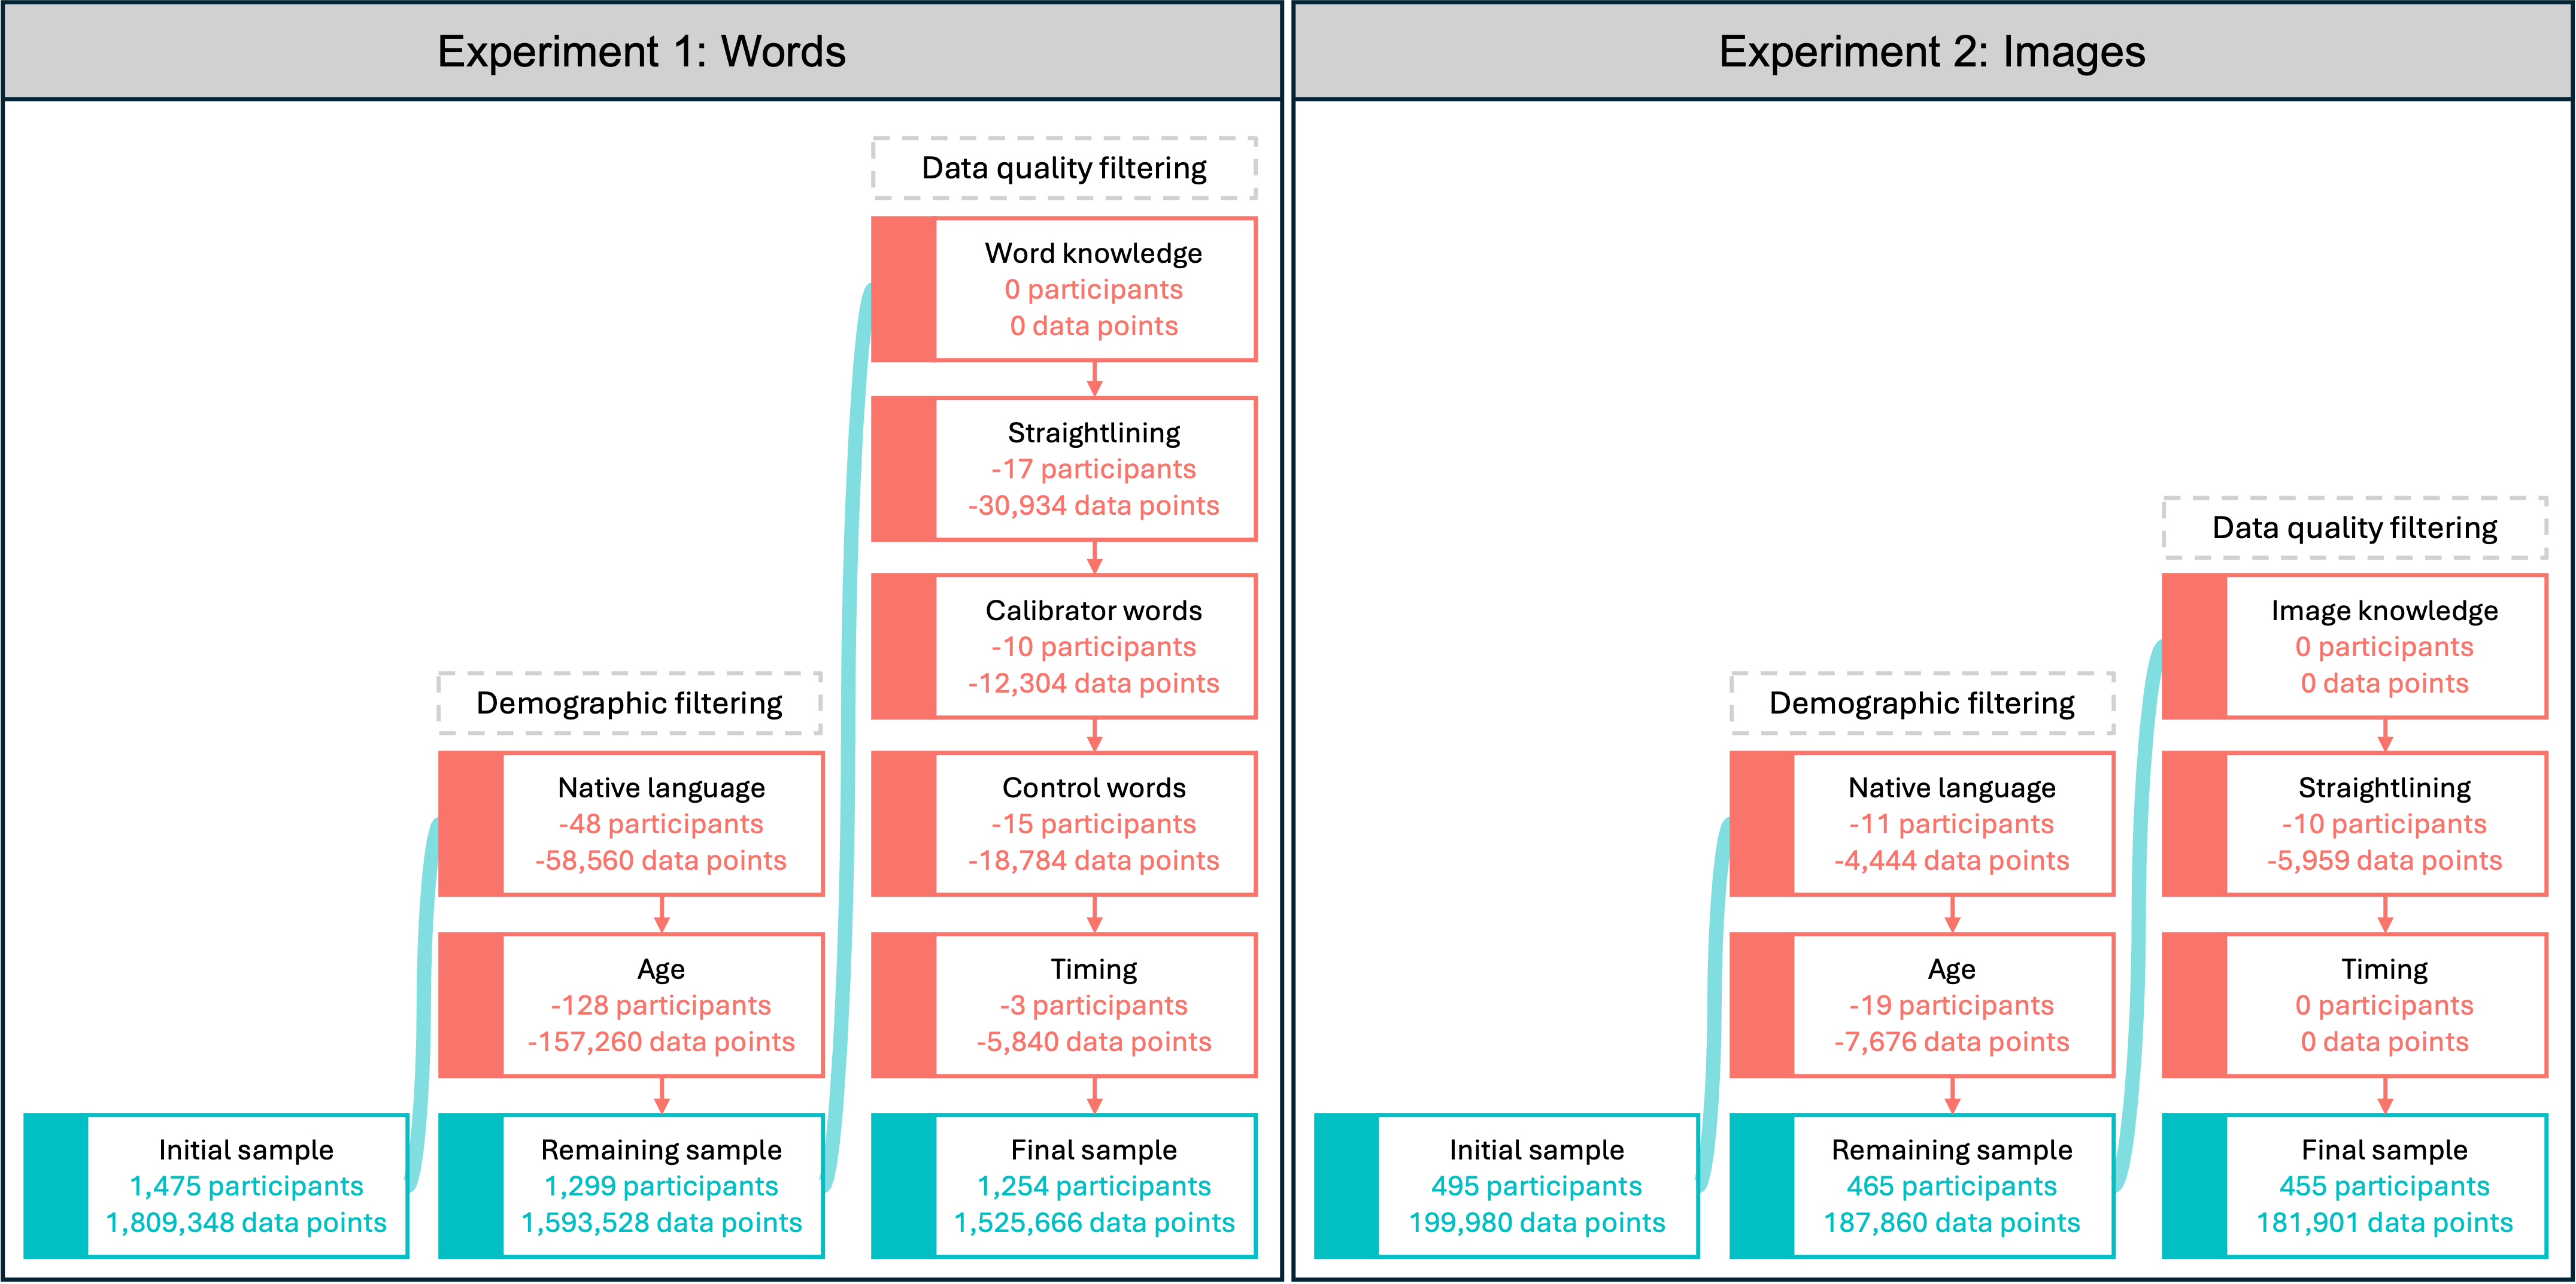 Experiment 1: Words
Initial sample
1,475 participants
1,809,348 data points
Demographic filtering
Native language
-48 participants
-58,560 data points
Age
-128 participants
-157,260 data points
Remaining sample
1,299 participants
1,593,528 data points
Data quality filtering
Word knowledge
0 participants
0 data points
Straightlining
-17 participants
-30,934 data points
Calibrator words
-10 participants
-12,304 data points
Control words
-15 participants
-18,784 data points
Timing
-3 participants
-5,840 data points
Final sample
1,254 participants
1,525,666 data points
Experiment 2: Images
Initial sample
495 participants
199,980 data points
Demographic filtering
Native language
-11 participants
-4,444 data points
Age
-19 participants
-7,676 data points
Remaining sample
465 participants
187,860 data points
Data quality filtering
Image knowledge
0 participants
0 data points
Straightlining
-10 participants
-5,959 data points
Timing
0 participants
0 data points
Final sample
455 participants
181,901 data points